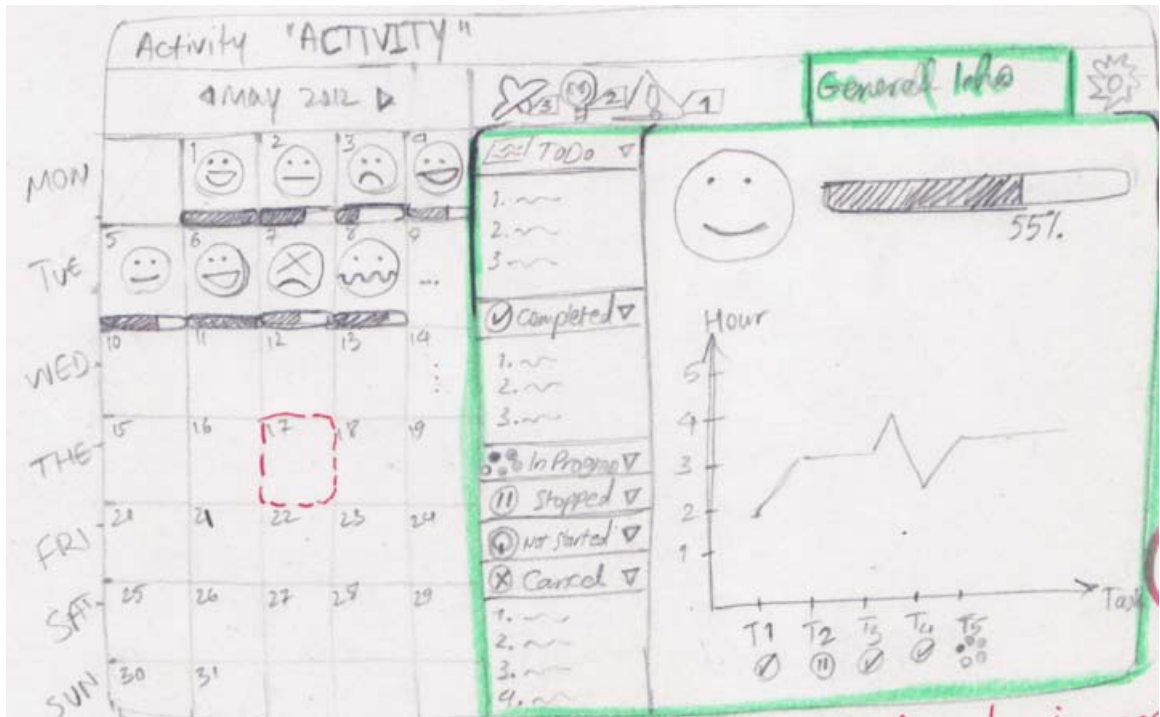 Activity "ACTIVITY"
◁ May 2012 ▷
3 2 1
General Info
MON
1 2 3 4
TUE
5 6 7 8 9
...
WED
10 11 12 13 14
THE
15 16 17 18 19
FRI
21 22 23 24
SAT
25 26 27 28 29
SUN
30 31
ToDo
1.
2.
3
Completed
1.
2.
3.
In Progress
Stopped
Not Started
Cancel
1.
2.
3.
4.
55%
Hour
5
4
3
2
1
Task
T1 T2 T3 T4 T5